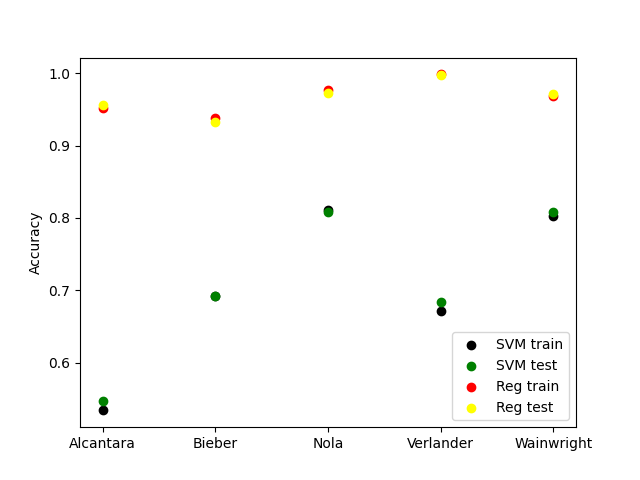 1.0
0.9
0.8
0.7
0.6
Accuracy
Alcantara
Bieber
Nola
Verlander
Wainwright
SVM train
SVM test
Reg train
Reg test